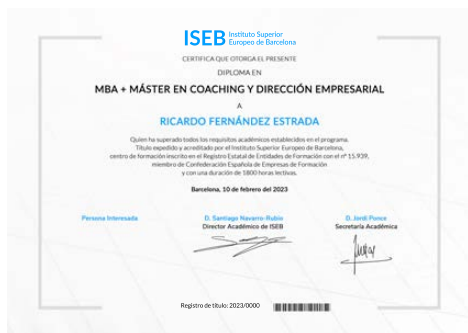 ISEB Instituto Superior
Europeo de Barcelona
CERTIFICA QUE OTORGA EL PRESENTE
DIPLOMA EN
MBA + MÁSTER EN COACHING Y DIRECCIÓN EMPRESARIAL
A
RICARDO FERNÁNDEZ ESTRADA
Quien ha superado todos los requisitos académicos establecidos en el programa.
Título expedido y acreditado por el Instituto Superior Europeo de Barcelona,
centro de formación inscrito en el Registro Estatal de Entidades de Formación con el nº 15.939,
miembro de Confederación Española de Empresas de Formación
y con una duración de 1800 horas lectivas.
Barcelona, 10 de febrero del 2023
Persona Interesada
D. Santiago Navarro-Rubio
Director Académico de ISEB
D. Jordi Ponce
Secretaría Académica
Registro de título: 2023/0000